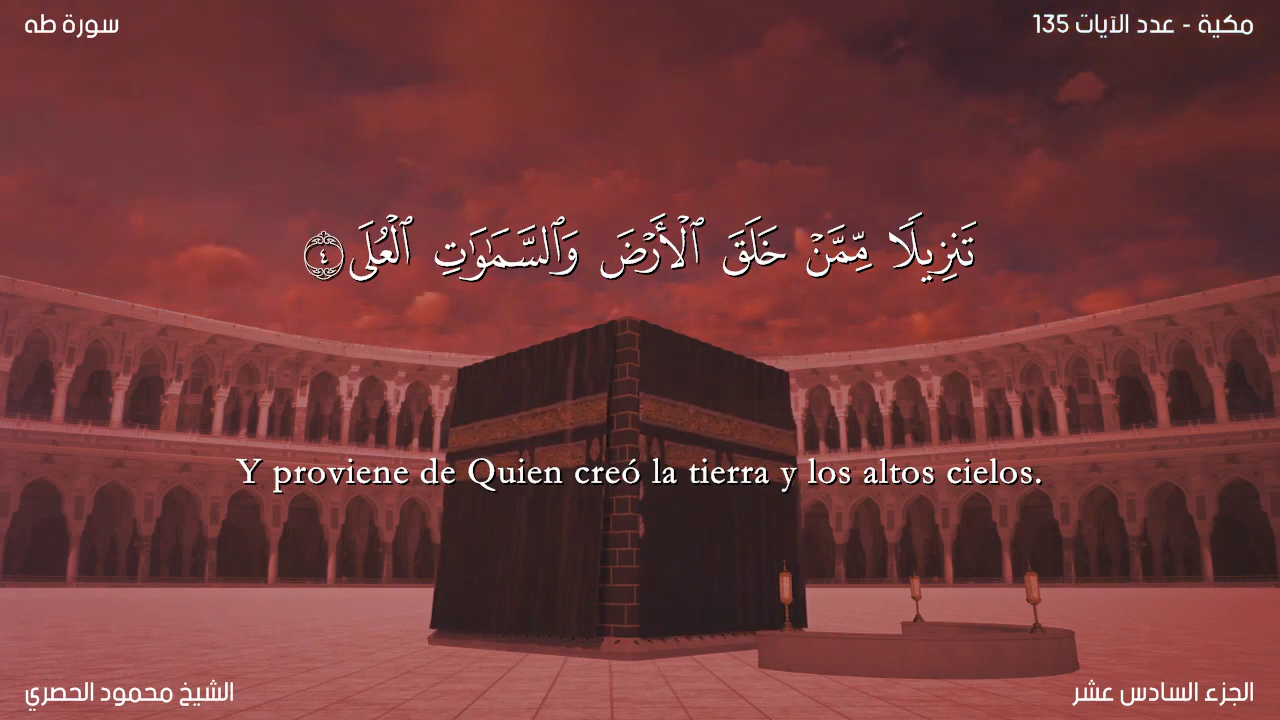 سورة طه
مكية - عدد الآيات 135
تَنزِيلًا مِّمَّنْ خَلَقَ ٱلْأَرْضَ وَٱلسَّمَٰوَٰتِ ٱلْعُلَى ٤
Y proviene de Quien creó la tierra y los altos cielos.
الشيخ محمود الحصري
الجزء السادس عشر